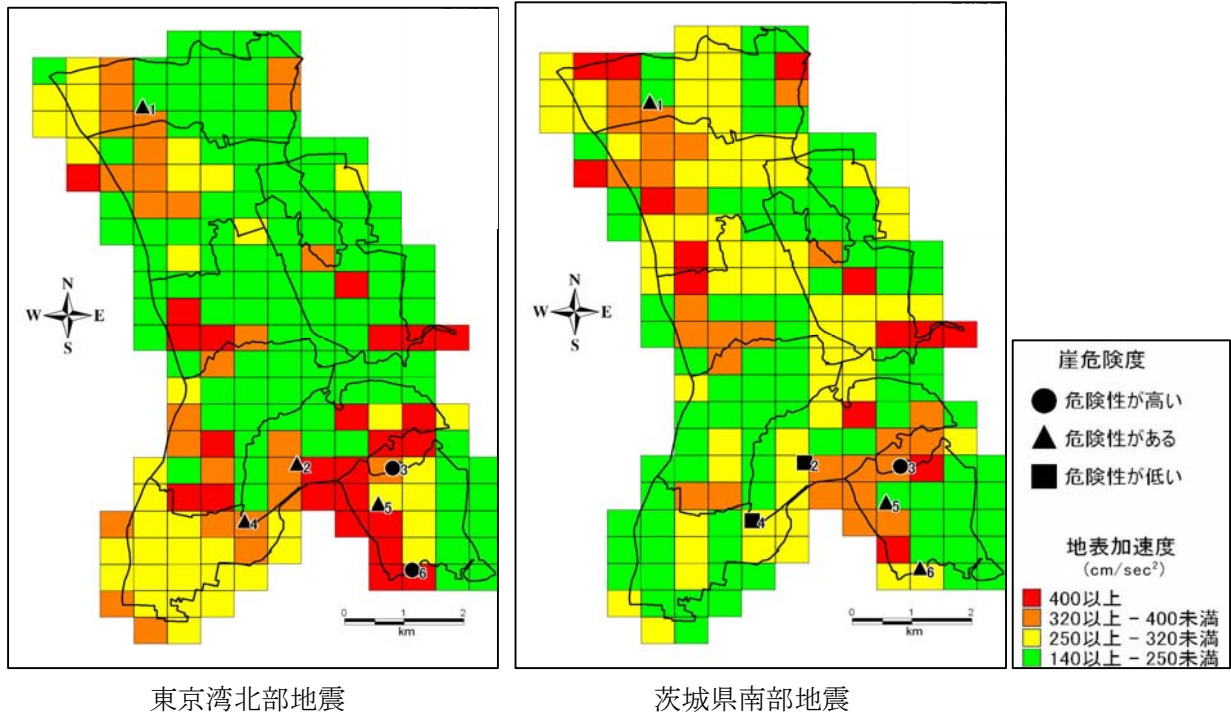 N
W E
S
1
2
3
4
5
6
0 1 2
km
東京湾北部地震
N
W E
S
1
2
3
4
5
6
0 1 2
km
茨城県南部地震
崖危険度
危険性が高い
危険性がある
危険性が低い
地表加速度
(cm/sec²)
400以上
320以上 - 400未満
250以上 - 320未満
140以上 - 250未満